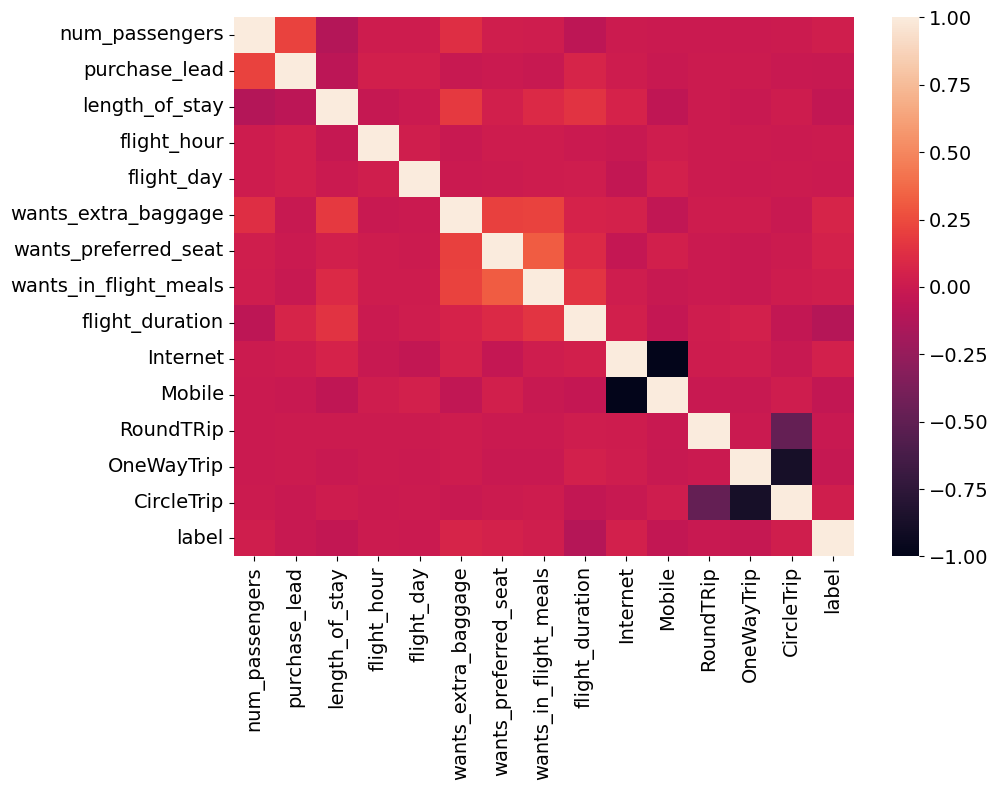 num_passengers
purchase_lead
length_of_stay
flight_hour
flight_day
wants_extra_baggage
wants_preferred_seat
wants_in_flight_meals
flight_duration
Internet
Mobile
RoundTRip
OneWayTrip
CircleTrip
label
num_passengers
purchase_lead
length_of_stay
flight_hour
flight_day
wants_extra_baggage
wants_preferred_seat
wants_in_flight_meals
flight_duration
Internet
Mobile
RoundTRip
OneWayTrip
CircleTrip
label
1.00
0.75
0.50
0.25
0.00
−0.25
−0.50
−0.75
−1.00